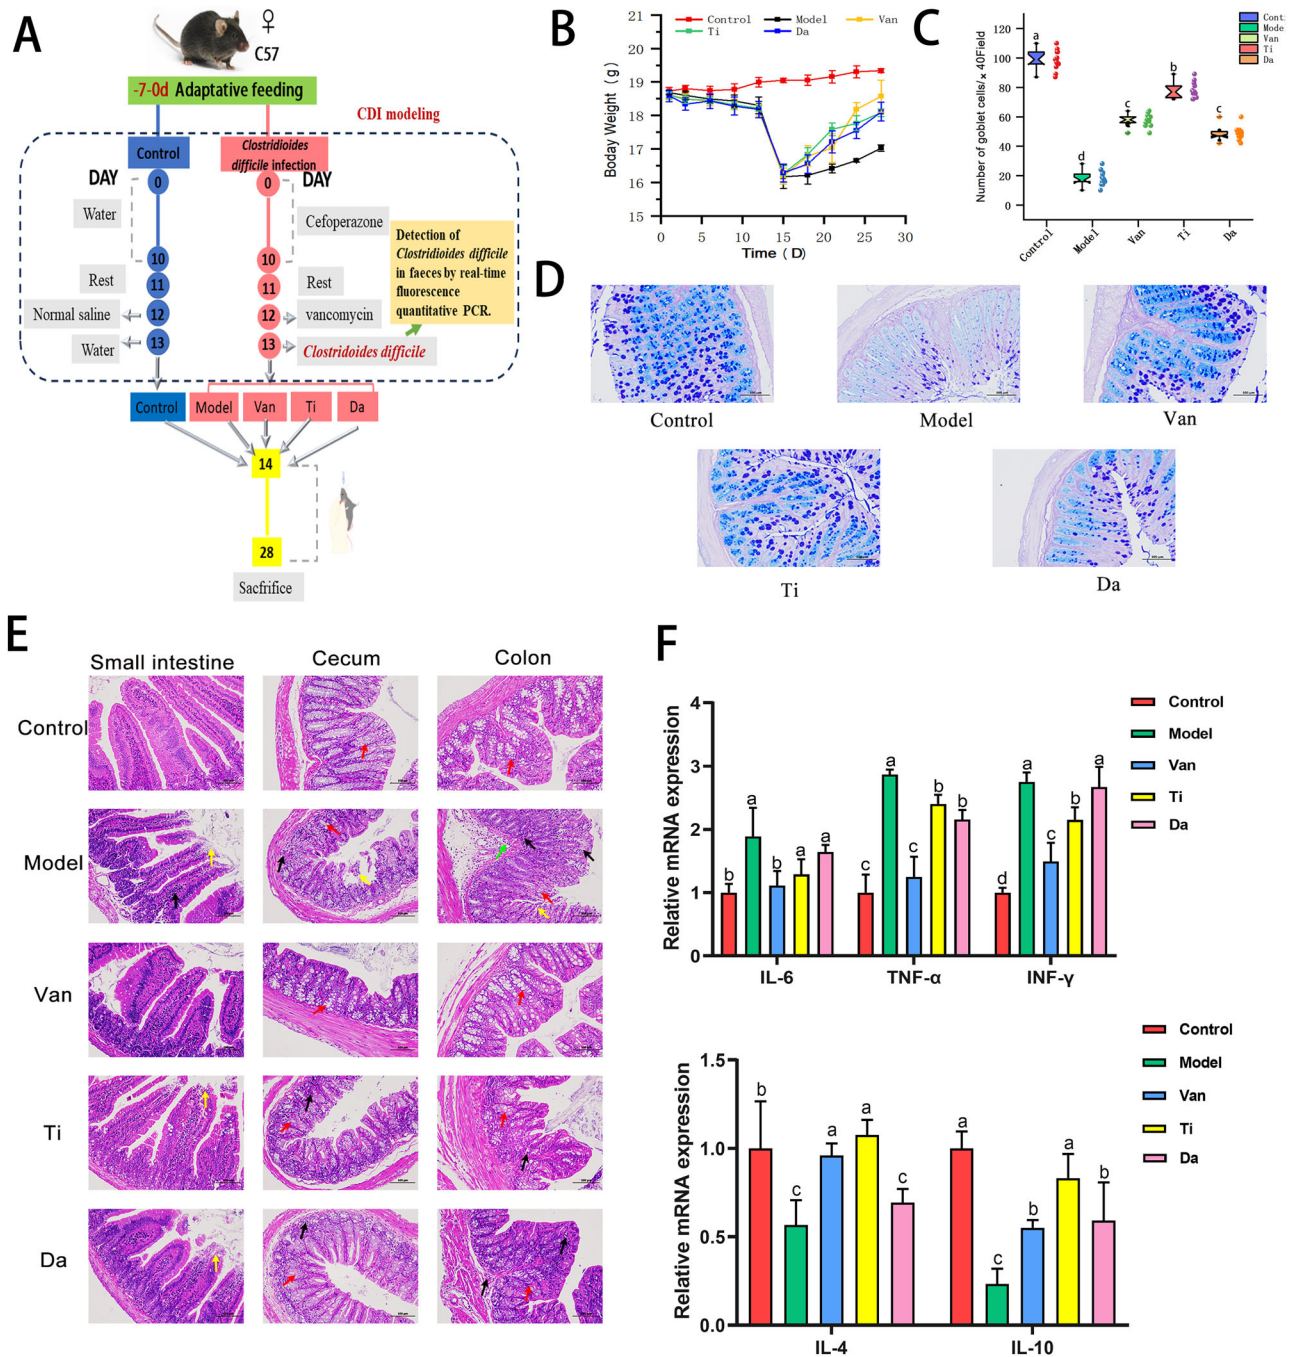 A
♀
C57
-7-0d Adaptative feeding
CDI modeling
Control
Clostridioides
difficile infection
DAY
0
0
DAY
Water
Cefoperazone
10
10
Rest
11
11
Rest
Normal saline
12
12
vancomycin
Water
13
13
Clostridoides difficile
Detection of
Clostridioides difficile
in faeces by real-time
fluorescence
quantitative PCR.
Control
Model
Van
Ti
Da
14
28
Sacfrifice
B
Control
Model
Van
Ti
Da
Boday Weight (g)
21
20
19
18
17
16
15
0
5
10
15
20
25
30
Time (D)
C
Number of goblet cells/× 40Field
120
100
80
60
40
20
0
a
d
c
b
c
Control
Model
Van
Ti
Da
Cont
Mode
Van
Ti
Da
D
Control
Model
Van
Ti
Da
E
Small intestine
Cecum
Colon
Control
Model
Van
Ti
Da
F
Relative mRNA expression
4
3
2
1
0
b
a
b
a
a
c
a
c
b
b
d
a
c
b
a
IL-6
TNF-α
INF-γ
Control
Model
Van
Ti
Da
Relative mRNA expression
1.5
1.0
0.5
0.0
b
c
a
a
c
a
c
b
a
b
IL-4
IL-10
Control
Model
Van
Ti
Da